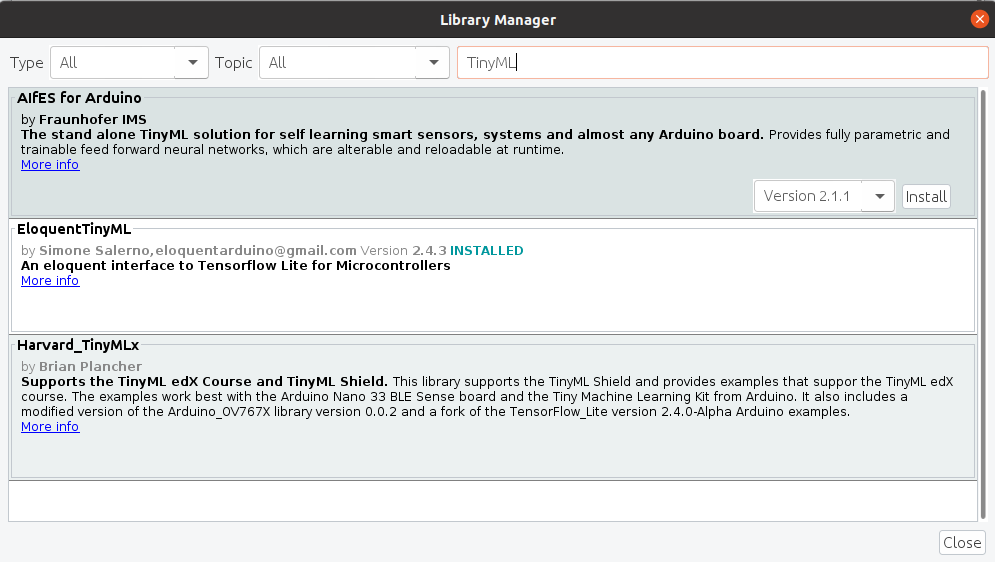 Library Manager
Type All Topic All TinyML
AIfES for Arduino
by Fraunhofer IMS
The stand alone TinyML solution for self learning smart sensors, systems and almost any Arduino board. Provides fully parametric and
trainable feed forward neural networks, which are alterable and reloadable at runtime.
More info
Version 2.1.1 Install
EloquentTinyML
by Simone Salerno,eloquentarduino@gmail.com Version 2.4.3 INSTALLED
An eloquent interface to Tensorflow Lite for Microcontrollers
More info
Harvard_TinyMLx
by Brian Plancher
Supports the TinyML edX Course and TinyML Shield. This library supports the TinyML Shield and provides examples that suppor the TinyML edX
course. The examples work best with the Arduino Nano 33 BLE Sense board and the Tiny Machine Learning Kit from Arduino. It also includes a
modified version of the Arduino_OV767X library version 0.0.2 and a fork of the TensorFlow_Lite version 2.4.0-Alpha Arduino examples.
More info
Close